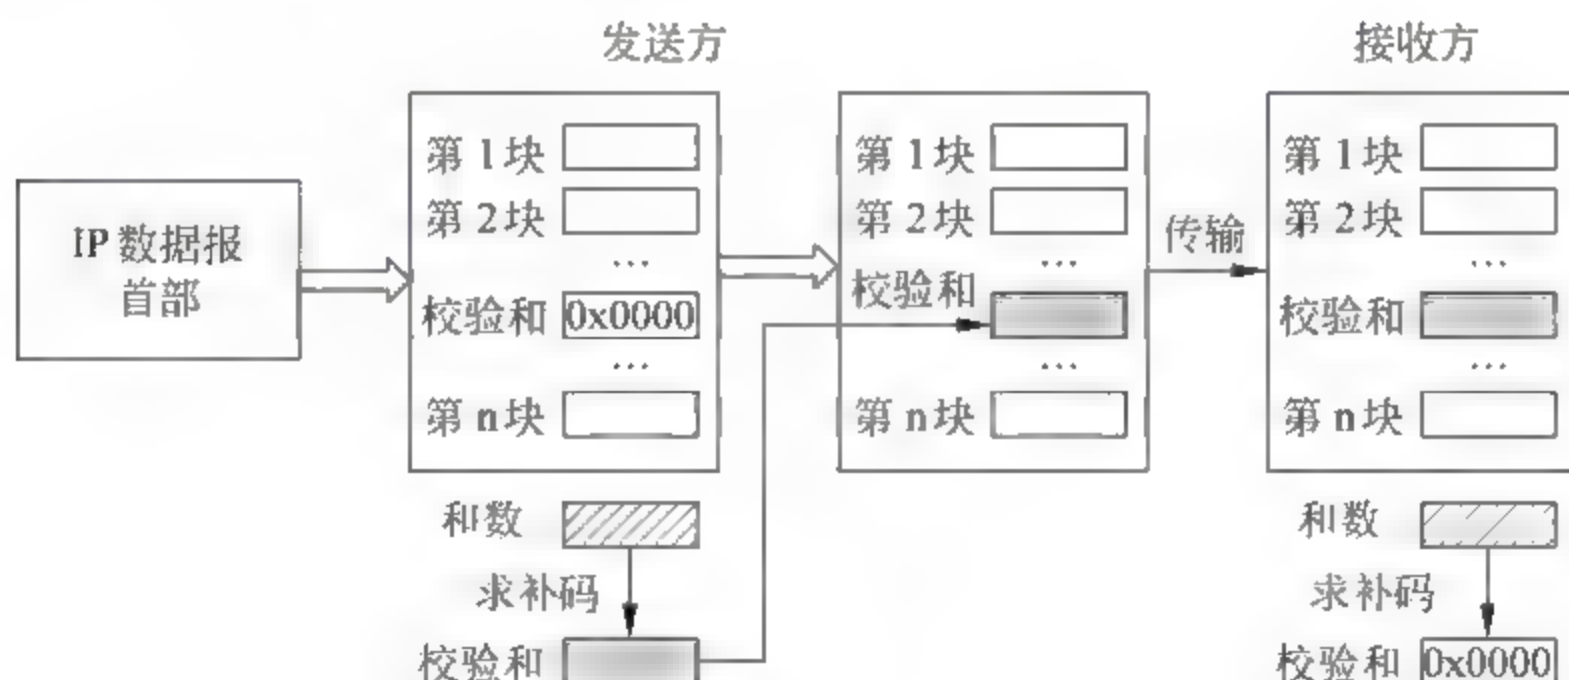 发送方
接收方
IP 数据报
首部
第 1 块
第 2 块
...
校验和 0x0000
...
第 n 块
和数
求补码
校验和
第 1 块
第 2 块
...
校验和
...
第 n 块
传输
第 1 块
第 2 块
...
校验和
...
第 n 块
和数
求补码
校验和 0x0000